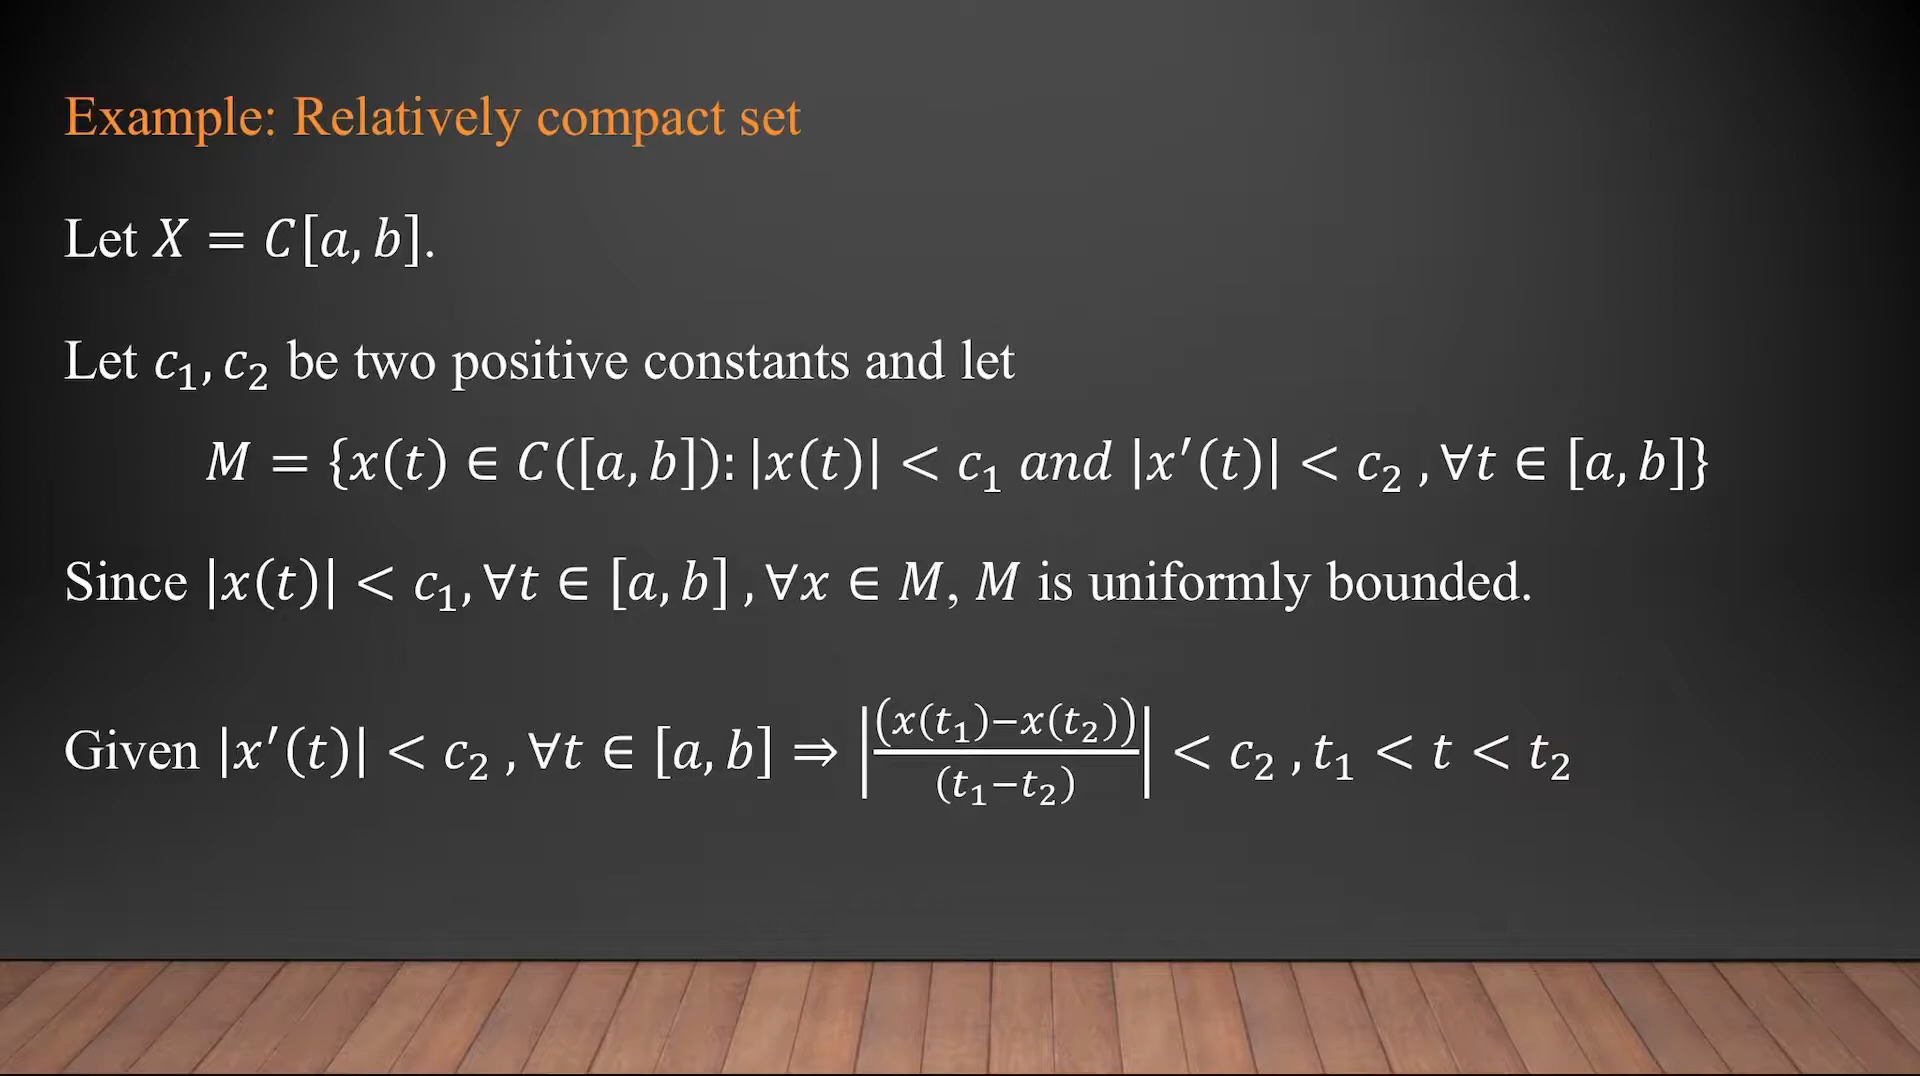 Example: Relatively compact set
Let 𝑋 = 𝐶[𝑎, 𝑏].
Let 𝑐₁, 𝑐₂ be two positive constants and let
𝑀 = {𝑥(𝑡) ∈ 𝐶([𝑎, 𝑏]): |𝑥(𝑡)| < 𝑐₁ 𝑎𝑛𝑑 |𝑥′(𝑡)| < 𝑐₂ , ∀𝑡 ∈ [𝑎, 𝑏]}
Since |𝑥(𝑡)| < 𝑐₁, ∀𝑡 ∈ [𝑎, 𝑏] , ∀𝑥 ∈ 𝑀, 𝑀 is uniformly bounded.
Given |𝑥′(𝑡)| < 𝑐₂ , ∀𝑡 ∈ [𝑎, 𝑏] ⇒ |(𝑥(𝑡₁)−𝑥(𝑡₂))/(𝑡₁−𝑡₂)| < 𝑐₂ , 𝑡₁ < 𝑡 < 𝑡₂